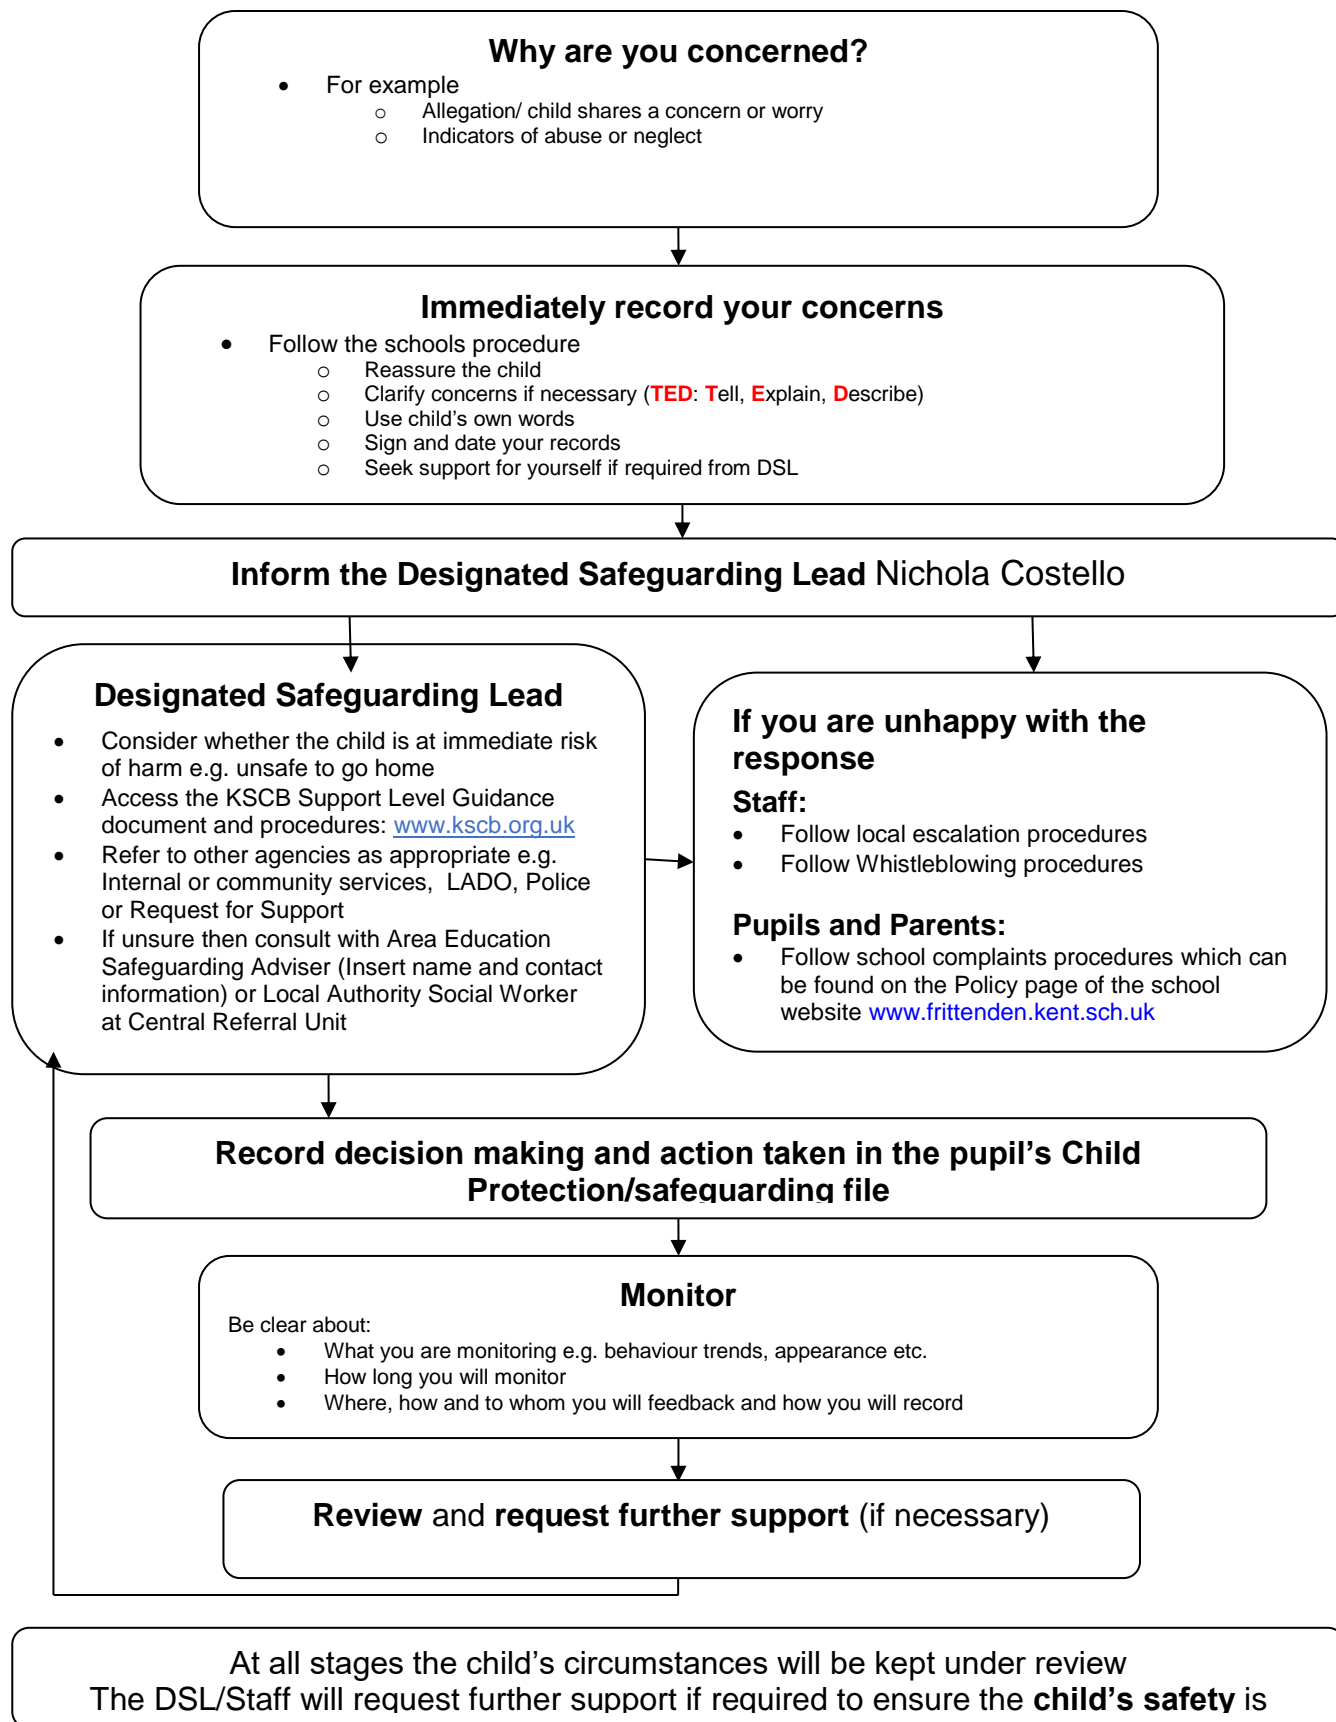 Why are you concerned?
• For example
o Allegation/ child shares a concern or worry
o Indicators of abuse or neglect
Immediately record your concerns
• Follow the schools procedure
o Reassure the child
o Clarify concerns if necessary (TED: Tell, Explain, Describe)
o Use child’s own words
o Sign and date your records
o Seek support for yourself if required from DSL
Inform the Designated Safeguarding Lead Nichola Costello
Designated Safeguarding Lead
• Consider whether the child is at immediate risk
of harm e.g. unsafe to go home
• Access the KSCB Support Level Guidance
document and procedures: www.kscb.org.uk
• Refer to other agencies as appropriate e.g.
Internal or community services, LADO, Police
or Request for Support
• If unsure then consult with Area Education
Safeguarding Adviser (Insert name and contact
information) or Local Authority Social Worker
at Central Referral Unit
If you are unhappy with the
response
Staff:
• Follow local escalation procedures
• Follow Whistleblowing procedures
Pupils and Parents:
• Follow school complaints procedures which can
be found on the Policy page of the school
website www.frittenden.kent.sch.uk
Record decision making and action taken in the pupil’s Child
Protection/safeguarding file
Monitor
Be clear about:
• What you are monitoring e.g. behaviour trends, appearance etc.
• How long you will monitor
• Where, how and to whom you will feedback and how you will record
Review and request further support (if necessary)
At all stages the child’s circumstances will be kept under review
The DSL/Staff will request further support if required to ensure the child’s safety is